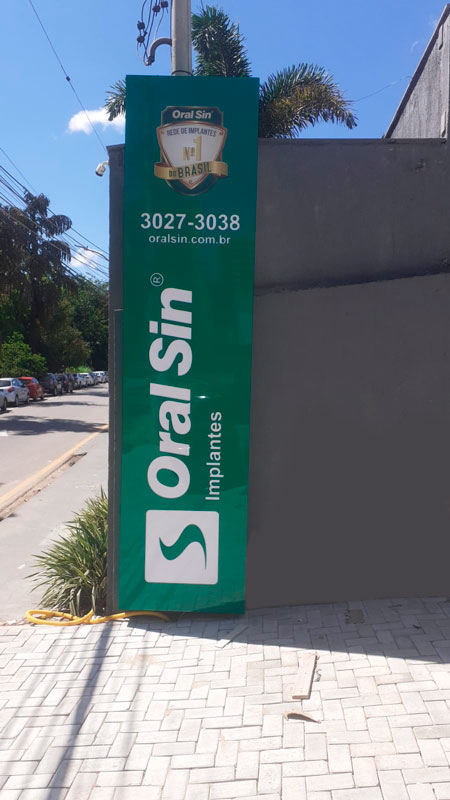 Oral Sin®
REDE DE IMPLANTES
Nº1
DO BRASIL
3027-3038
oralsin.com.br
Oral Sin®
Implantes